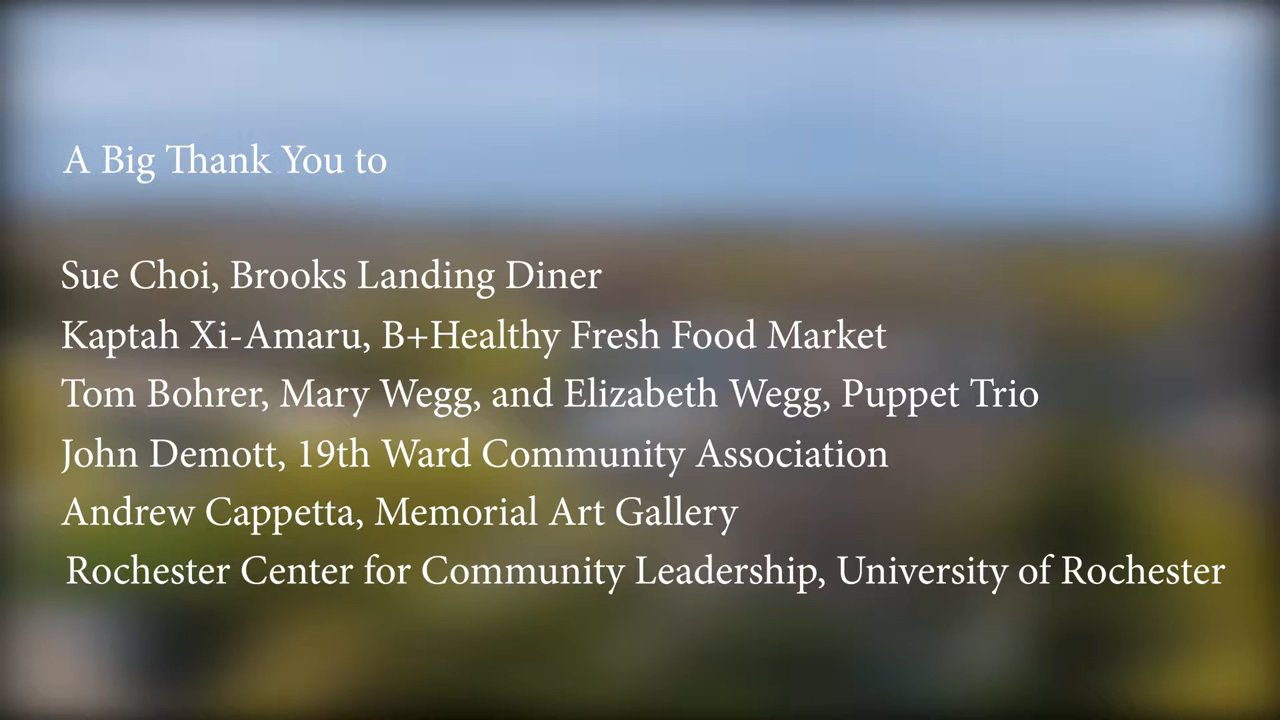 A Big Thank You to
Sue Choi, Brooks Landing Diner
Kaptah Xi-Amaru, B+Healthy Fresh Food Market
Tom Bohrer, Mary Wegg, and Elizabeth Wegg, Puppet Trio
John Demott, 19th Ward Community Association
Andrew Cappetta, Memorial Art Gallery
Rochester Center for Community Leadership, University of Rochester